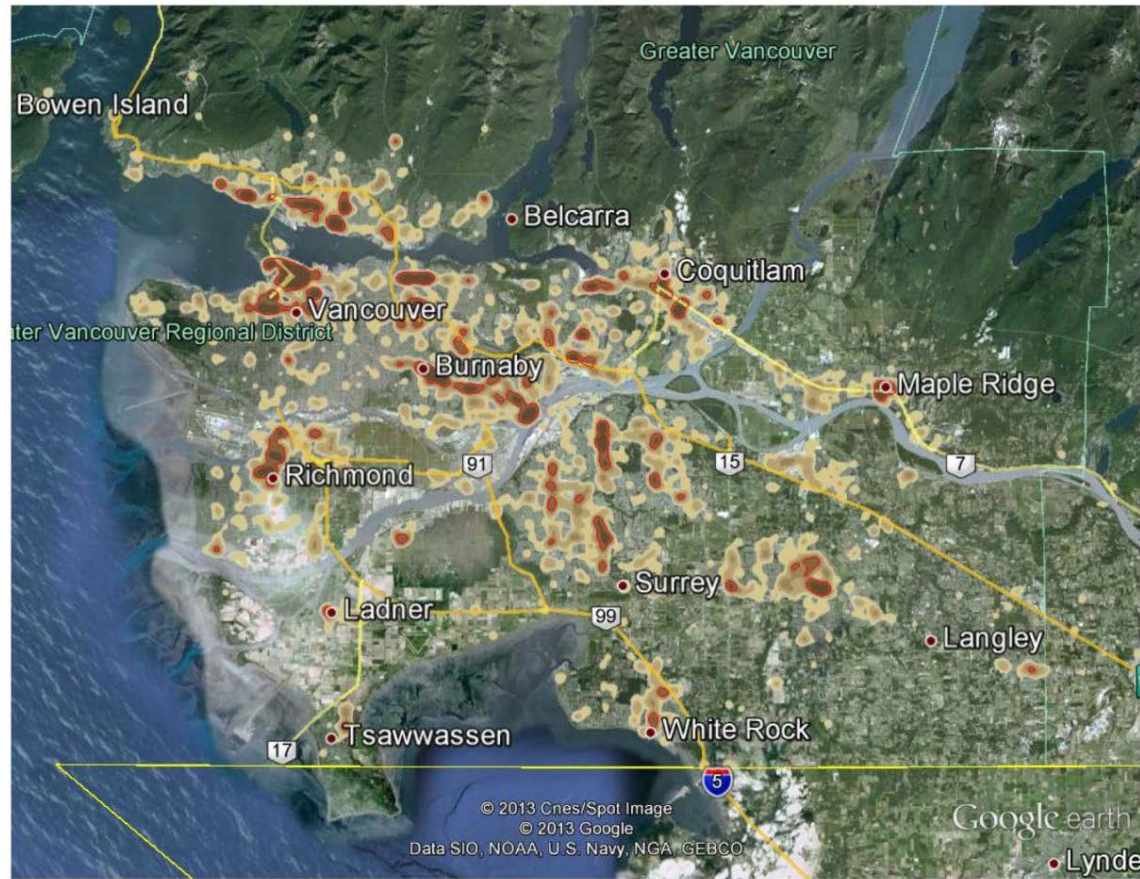 Greater Vancouver
Bowen Island
Belcarra
Coquitlam
Vancouver
ater Vancouver Regional District
Burnaby
Maple Ridge
Richmond
91
15
7
Surrey
Ladner
99
Langley
White Rock
Tsawwassen
17
5
© 2013 Cnes/Spot Image
© 2013 Google
Data SIO, NOAA, U.S. Navy, NGA, GEBCO
Google earth
Lynde